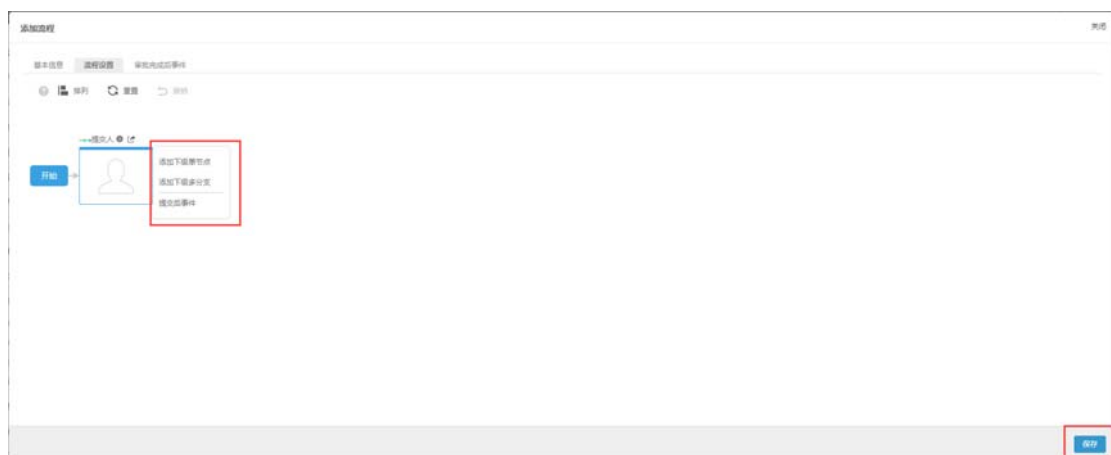 添加流程
关闭
基本信息 流程设置 审批完成后事件
排列 重置 撤销
提交人
开始
添加下级单节点
添加下级多分支
提交后事件
保存